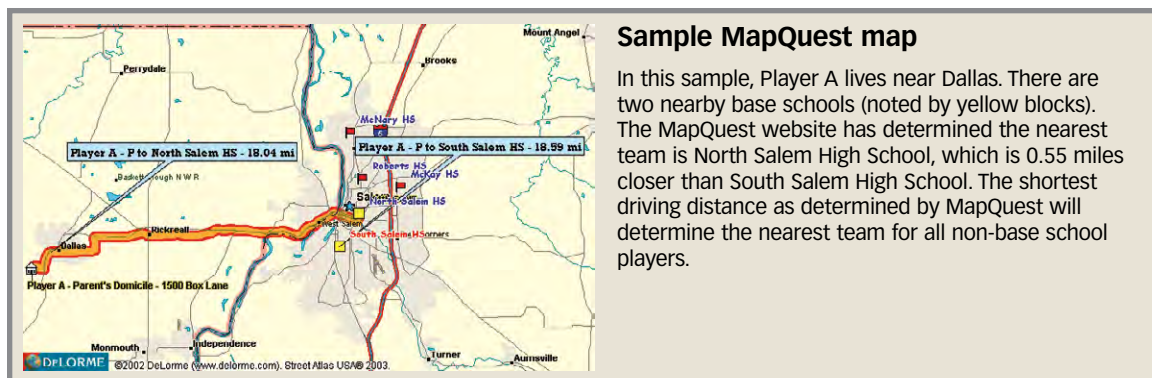 Mount Angel
Perrydale
Brooks
McNary HS
Player A - P to North Salem HS - 18.04 mi
Player A - P to South Salem HS - 18.59 mi
Roberts HS
McKay HS
North Salem HS
West Salem
Rickreall
South Salem HS
Dallas
Player A - Parent's Domicile - 1500 Box Lane
Monmouth
Independence
Turner
Aumsville
DELORME ©2002 DeLorme (www.delorme.com). Street Atlas USA® 2003.
Sample MapQuest map
In this sample, Player A lives near Dallas. There are
two nearby base schools (noted by yellow blocks).
The MapQuest website has determined the nearest
team is North Salem High School, which is 0.55 miles
closer than South Salem High School. The shortest
driving distance as determined by MapQuest will
determine the nearest team for all non-base school
players.